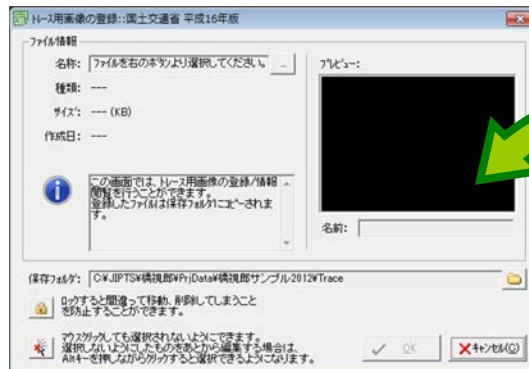 ﾄﾚｰｽ用画像の登録::国土交通省 平成16年版
ファイル情報
名称: ﾌｧｲﾙを右のﾎﾞﾀﾝより選択してください。 ...
種類: ---
ｻｲｽﾞ: --- (KB)
作成日: ---
この画面では、ﾄﾚｰｽ用画像の登録/情報
閲覧を行うことができます。
登録したﾌｧｲﾙは保存ﾌｫﾙﾀﾞにｺﾋﾟｰされま
す。
ﾌﾟﾚﾋﾞｭｰ:
名前:
保存ﾌｫﾙﾀﾞ: C:¥JIPTS¥橋視郎¥PrjData¥橋視郎サンプル2012¥Trace
ﾛｯｸすると間違って移動、削除してしまうこと
を防止することができます。
ﾏｳｽｸﾘｯｸしても選択されないようにできます。
選択しないようにしたものをあとから編集する場合は、
Altｷｰを押しながらｸﾘｯｸすると選択できるようになります。
OK
ｷｬﾝｾﾙ(C)